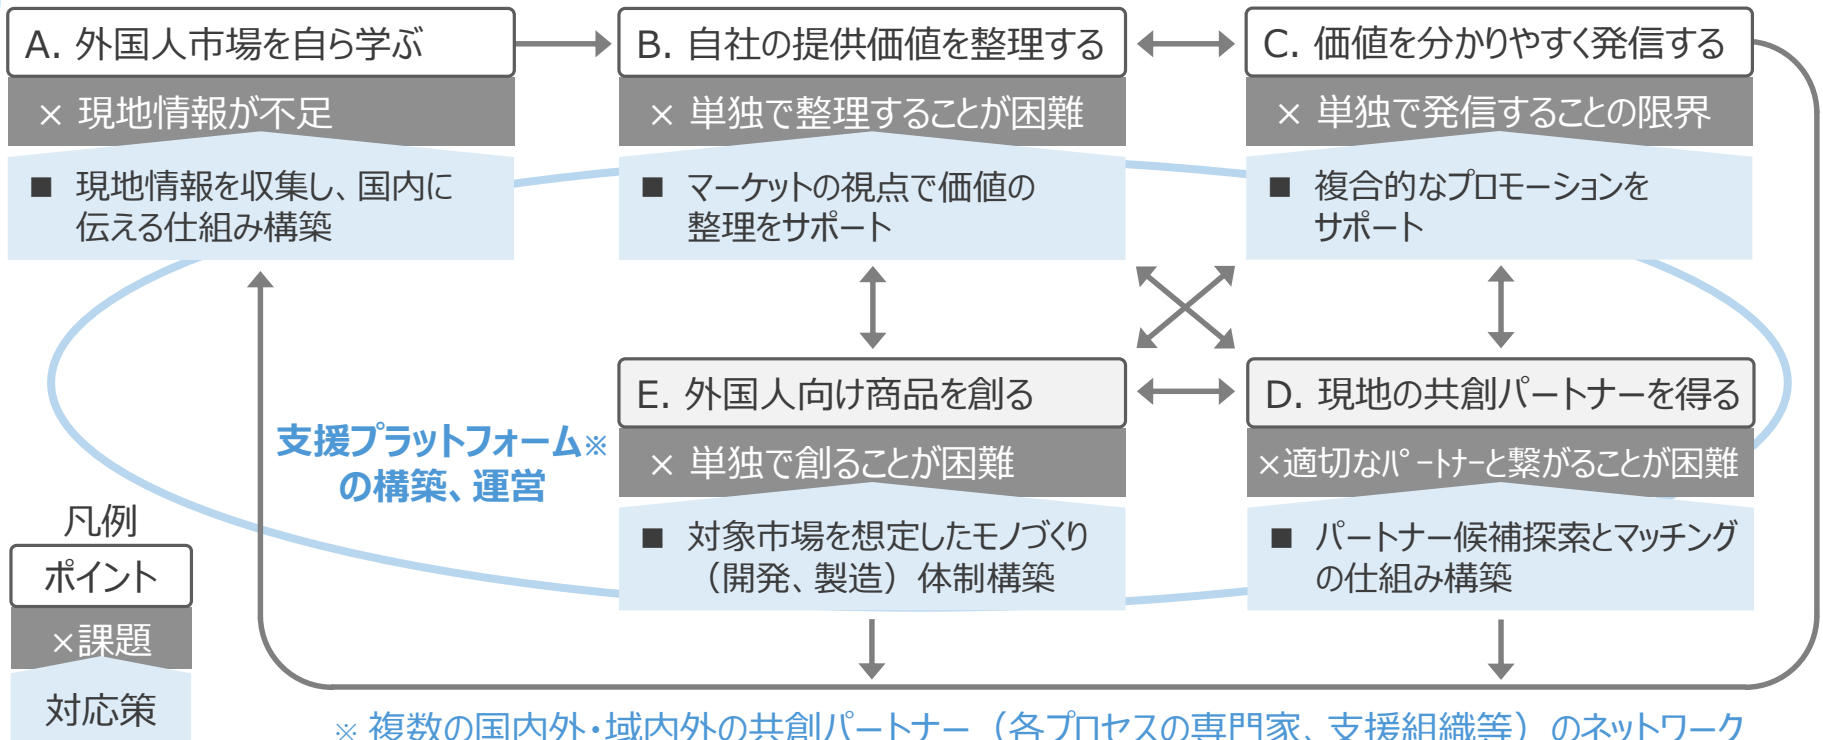 A. 外国人市場を自ら学ぶ
× 現地情報が不足
■ 現地情報を収集し、国内に
伝える仕組み構築
B. 自社の提供価値を整理する
× 単独で整理することが困難
■ マーケットの視点で価値の
整理をサポート
C. 価値を分かりやすく発信する
× 単独で発信することの限界
■ 複合的なプロモーションを
サポート
E. 外国人向け商品を創る
× 単独で創ることが困難
■ 対象市場を想定したモノづくり
（開発、製造）体制構築
D. 現地の共創パートナーを得る
×適切なパートナーと繋がることが困難
■ パートナー候補探索とマッチング
の仕組み構築
支援プラットフォーム※
の構築、運営
凡例
ポイント
×課題
対応策
※ 複数の国内外・域内外の共創パートナー（各プロセスの専門家、支援組織等）のネットワーク